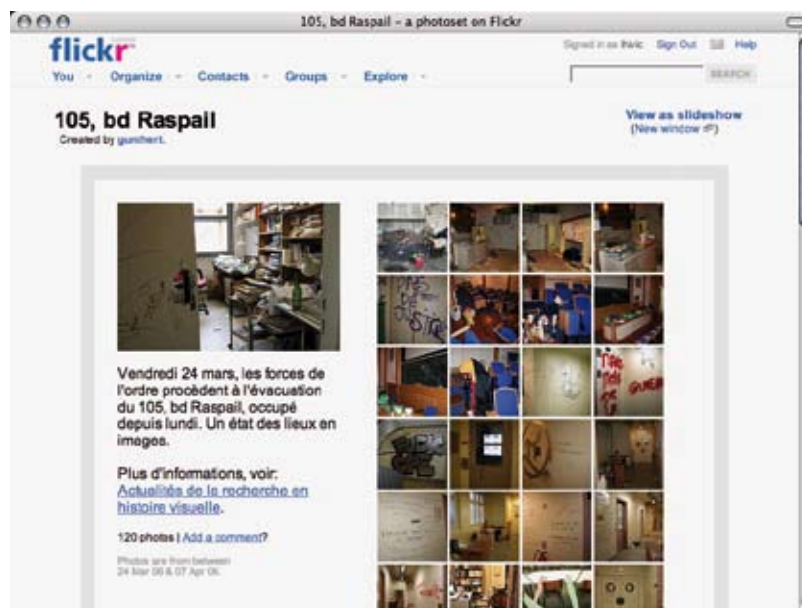 105, bd Raspail – a photoset on Flickr
flickr
Signed in as Sign Out Help
You Organize Contacts Groups Explore
SEARCH
105, bd Raspail
Created by gunthert.
View as slideshow
(New window)
Vendredi 24 mars, les forces de
l'ordre procèdent à l'évacuation
du 105, bd Raspail, occupé
depuis lundi. Un état des lieux en
images.
Plus d'informations, voir:
Actualités de la recherche en
histoire visuelle.
120 photos | Add a comment?
Photos are from between
24 Mar 06 & 07 Apr 06.
PAS
DE
JUSTICE